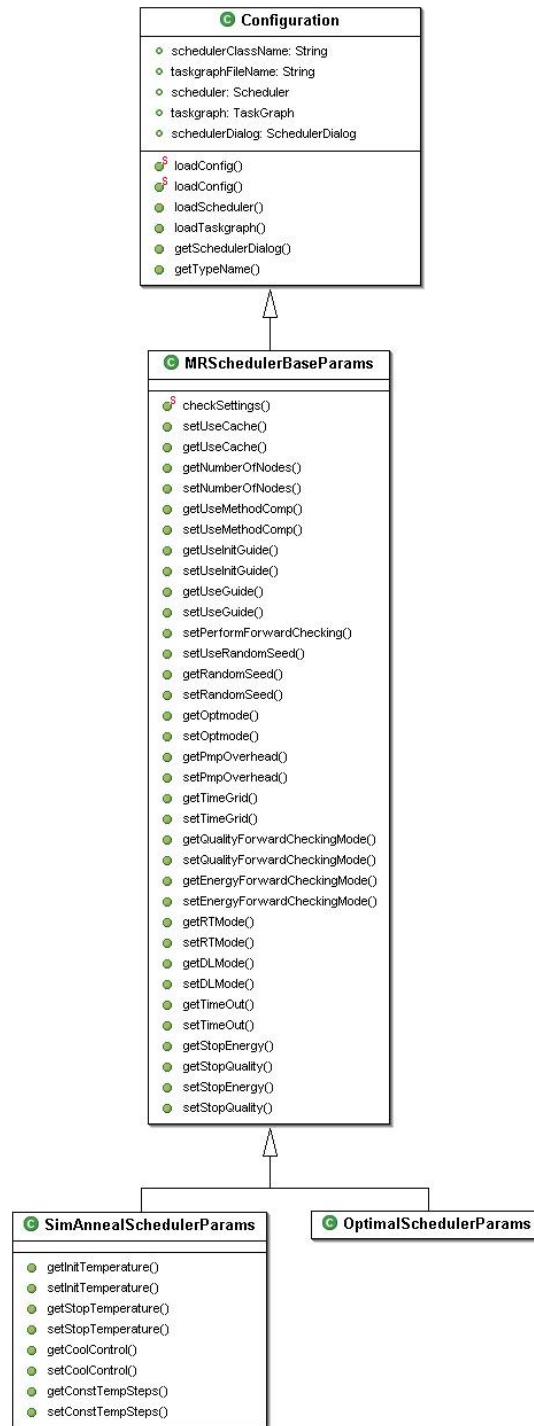 C Configuration
schedulerClassName: String
taskgraphFileName: String
scheduler: Scheduler
taskgraph: TaskGraph
schedulerDialog: SchedulerDialog
S loadConfig()
S loadConfig()
loadScheduler()
loadTaskgraph()
getSchedulerDialog()
getTypeName()
C MRSchedulerBaseParams
S checkSettings()
setUseCache()
getUseCache()
getNumberOfNodes()
setNumberOfNodes()
getUseMethodComp()
setUseMethodComp()
getUseInitGuide()
setUseInitGuide()
getUseGuide()
setUseGuide()
setPerformForwardChecking()
setUseRandomSeed()
getRandomSeed()
setRandomSeed()
getOptmode()
setOptmode()
getPmpOverhead()
setPmpOverhead()
getTimeGrid()
setTimeGrid()
getQualityForwardCheckingMode()
setQualityForwardCheckingMode()
getEnergyForwardCheckingMode()
setEnergyForwardCheckingMode()
getRTMode()
setRTMode()
getDLMode()
setDLMode()
getTimeOut()
setTimeOut()
getStopEnergy()
getStopQuality()
setStopEnergy()
setStopQuality()
C SimAnnealSchedulerParams
getInitTemperature()
setInitTemperature()
getStopTemperature()
setStopTemperature()
getCoolControl()
setCoolControl()
getConstTempSteps()
setConstTempSteps()
C OptimalSchedulerParams